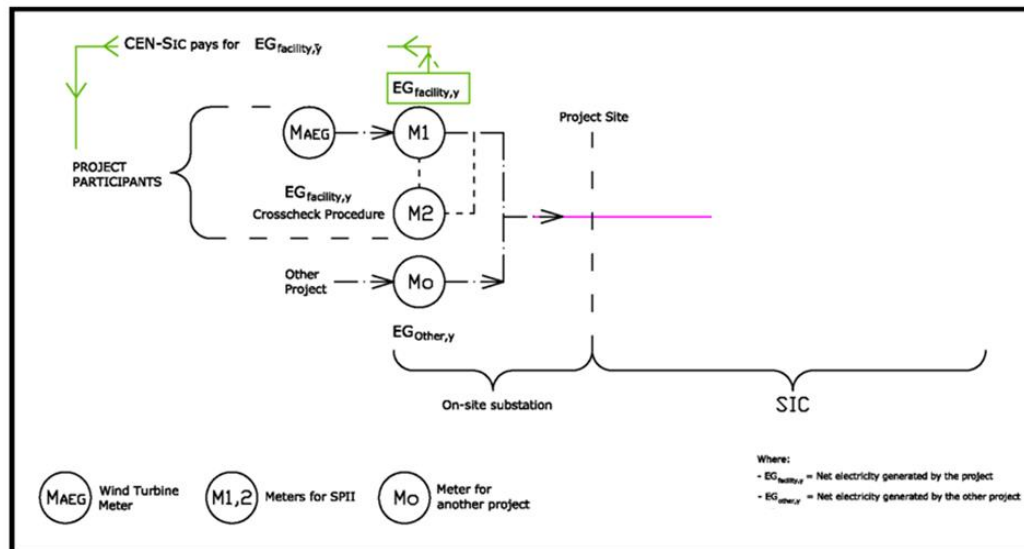 CEN-SIC pays for EGfacility,y
EGfacility,y
MAEG
M1
Project Site
PROJECT
PARTICIPANTS
EGfacility,y
Crosscheck Procedure
M2
Other
Project
Mo
EGOther,y
On-site substation
SIC
MAEG
Wind Turbine
Meter
M1,2
Meters for SPII
Mo
Meter for
another project
Where:
- EGfacility,y = Net electricity generated by the project
- EGother,y = Net electricity generated by the other project